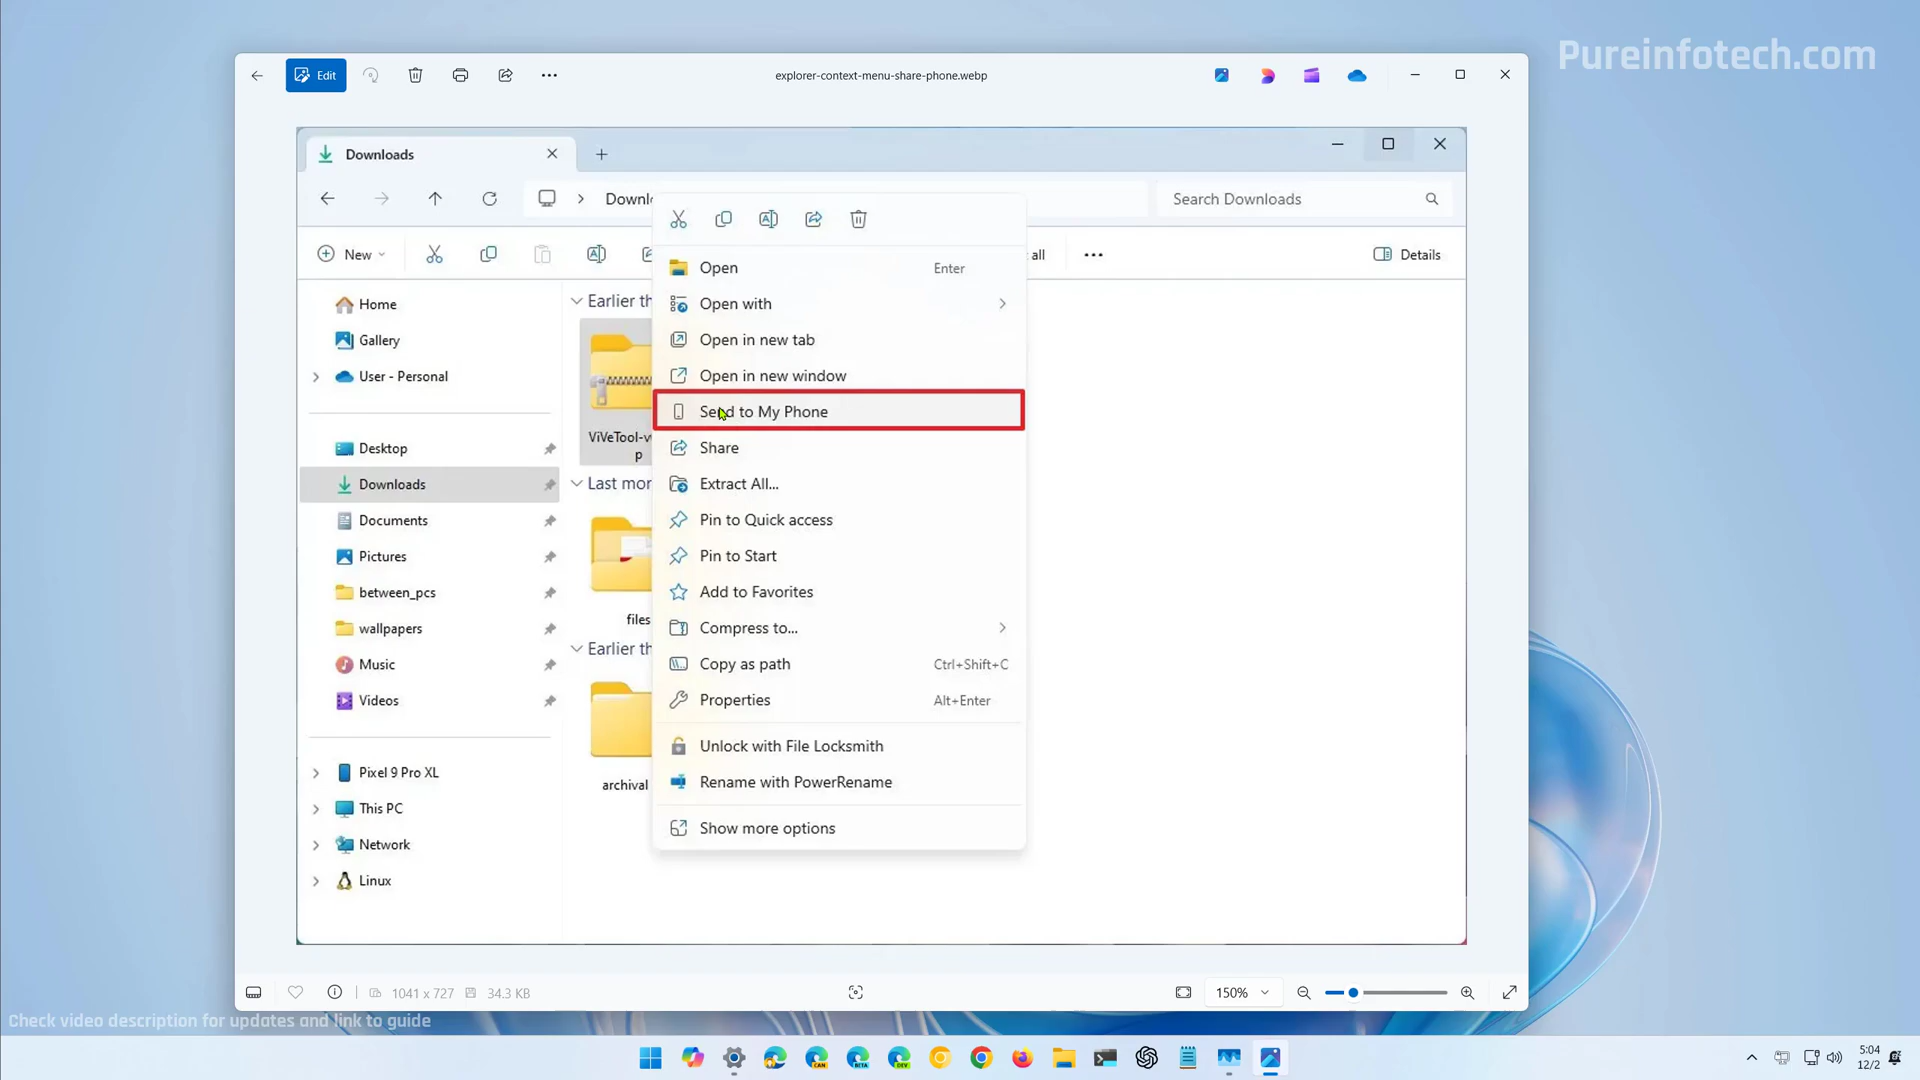 Pureinfotech.com
Edit
explorer-context-menu-share-phone.webp
Downloads
Search Downloads
New
Details
Open Enter
Open with
Open in new tab
Open in new window
Send to My Phone
Share
Extract All...
Pin to Quick access
Pin to Start
Add to Favorites
Compress to...
Copy as path Ctrl+Shift+C
Properties Alt+Enter
Unlock with File Locksmith
Rename with PowerRename
Show more options
Home
Gallery
User - Personal
Desktop
Downloads
Documents
Pictures
between_pcs
wallpapers
Music
Videos
Pixel 9 Pro XL
This PC
Network
Linux
Earlier
files
Earlier
archival
1041 x 727
34.3 KB
150%
Check video description for updates and link to guide
CAN
BETA
DEV
5:04
12/2